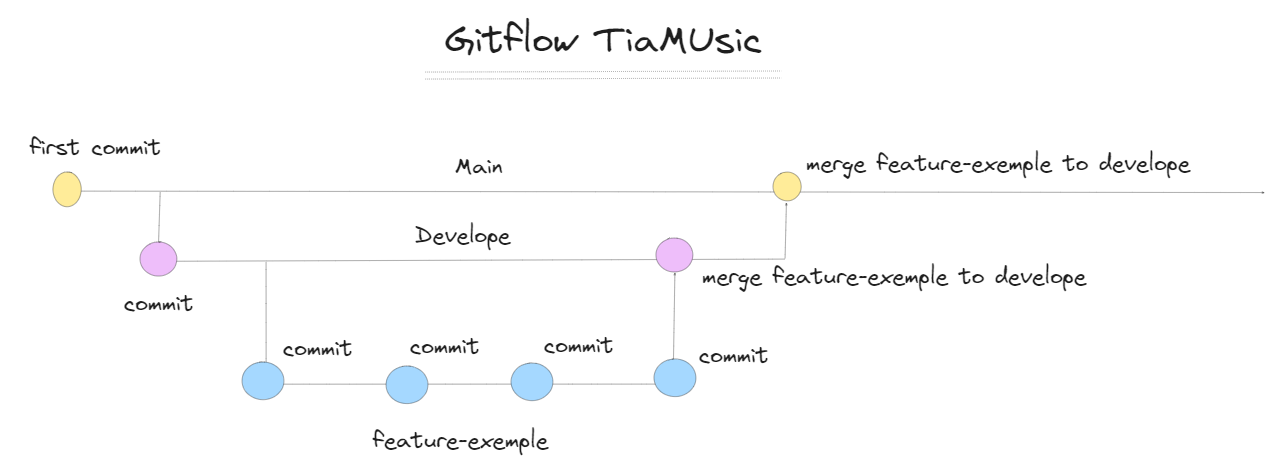 Gitflow TiaMUsic
first commit
Main
merge feature-exemple to develope
Develope
merge feature-exemple to develope
commit
commit
commit
commit
commit
feature-exemple